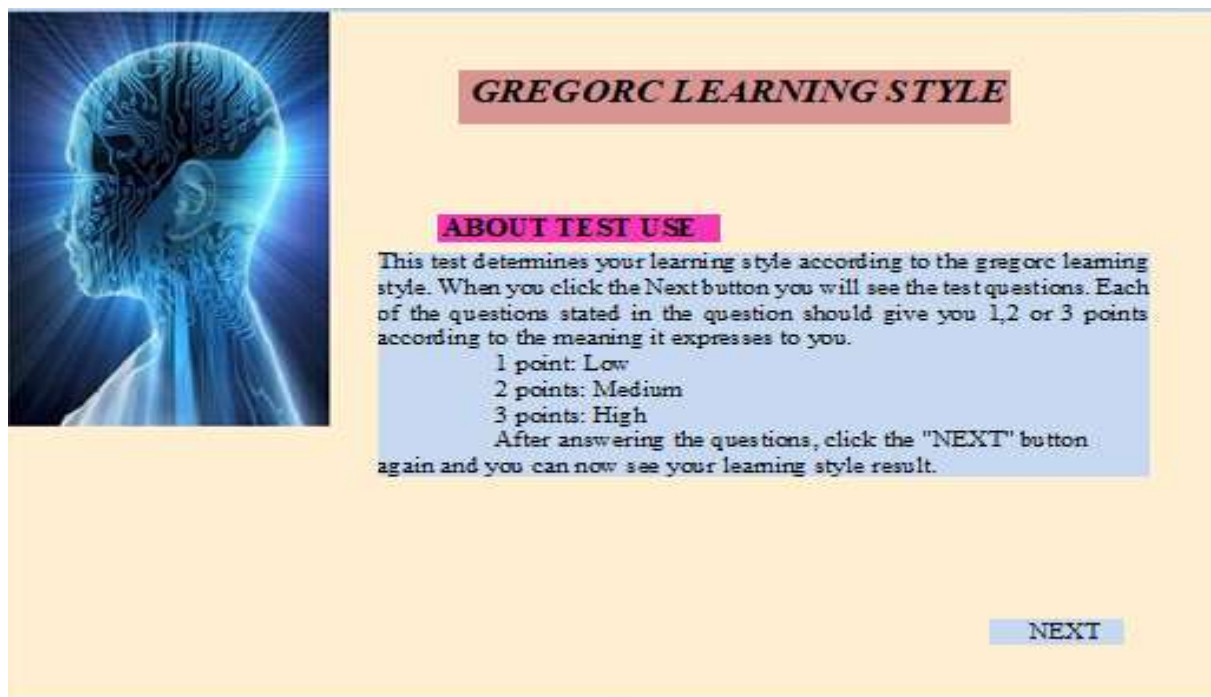 GREGORC LEARNING STYLE
ABOUT TEST USE
This test determines your learning style according to the gregorc learning
style. When you click the Next button you will see the test questions. Each
of the questions stated in the question should give you 1,2 or 3 points
according to the meaning it expresses to you.
1 point: Low
2 points: Medium
3 points: High
After answering the questions, click the "NEXT" button
again and you can now see your learning style result.
NEXT